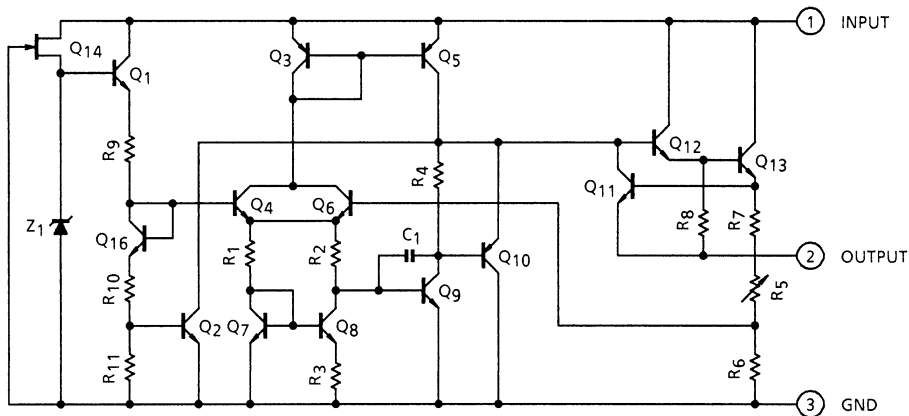 1 INPUT
Q14
Q1
Q3
Q5
Q12
Q13
R9
R4
Q11
Q4
Q6
R8
R7
Z1
Q16
R1
R2
C1
Q10
2 OUTPUT
R10
Q9
R5
Q2
Q7
Q8
R11
R3
R6
3 GND